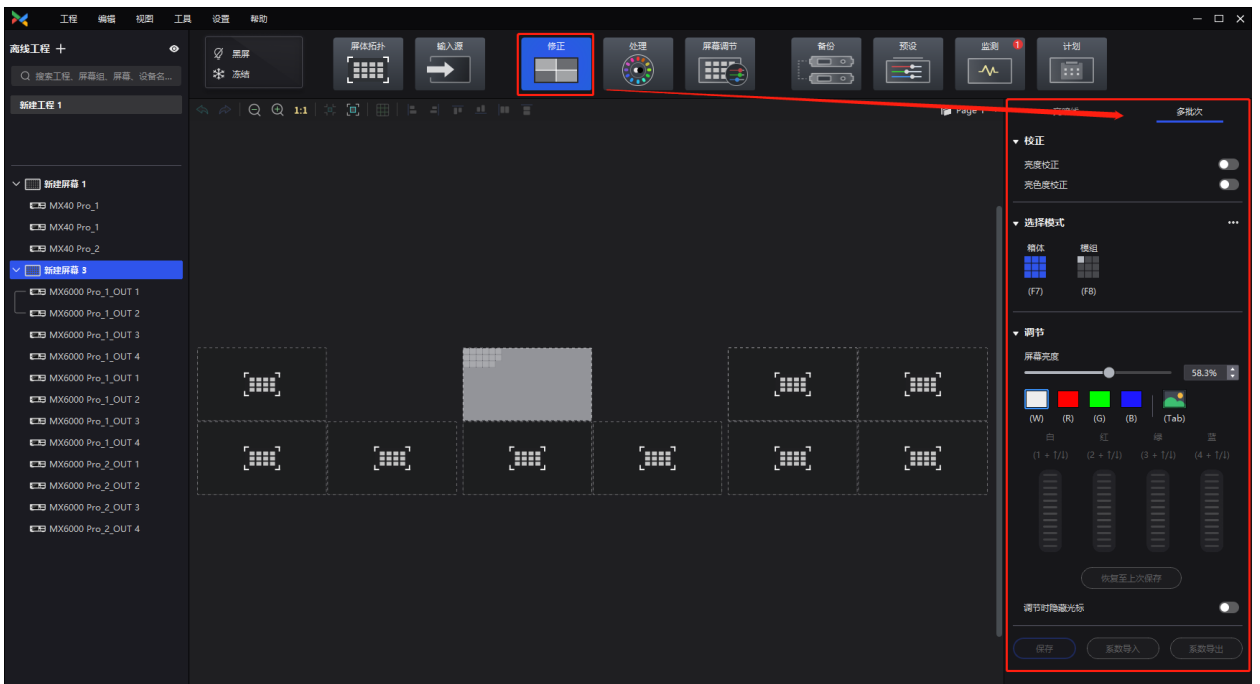 工程 编辑 视图 工具 设置 帮助
离线工程
搜索工程、屏幕组、屏幕、设备名...
新建工程 1
新建屏幕 1
MX40 Pro_1
MX40 Pro_1
MX40 Pro_2
新建屏幕 3
MX6000 Pro_1_OUT 1
MX6000 Pro_1_OUT 2
MX6000 Pro_1_OUT 3
MX6000 Pro_1_OUT 4
MX6000 Pro_1_OUT 1
MX6000 Pro_1_OUT 2
MX6000 Pro_1_OUT 3
MX6000 Pro_1_OUT 4
MX6000 Pro_2_OUT 1
MX6000 Pro_2_OUT 2
MX6000 Pro_2_OUT 3
MX6000 Pro_2_OUT 4
黑屏
冻结
屏体拓扑 输入源 修正 处理 屏幕调节 备份 预设 监测 1 计划
1:1
Page 1
多批次
校正
亮度校正
亮色度校正
选择模式
箱体 模组
(F7) (F8)
调节
屏幕亮度
58.3%
(W) (R) (G) (B) (Tab)
白 红 绿 蓝
(1 + ↑/↓) (2 + ↑/↓) (3 + ↑/↓) (4 + ↑/↓)
恢复至上次保存
调节时隐藏光标
保存 系数导入 系数导出